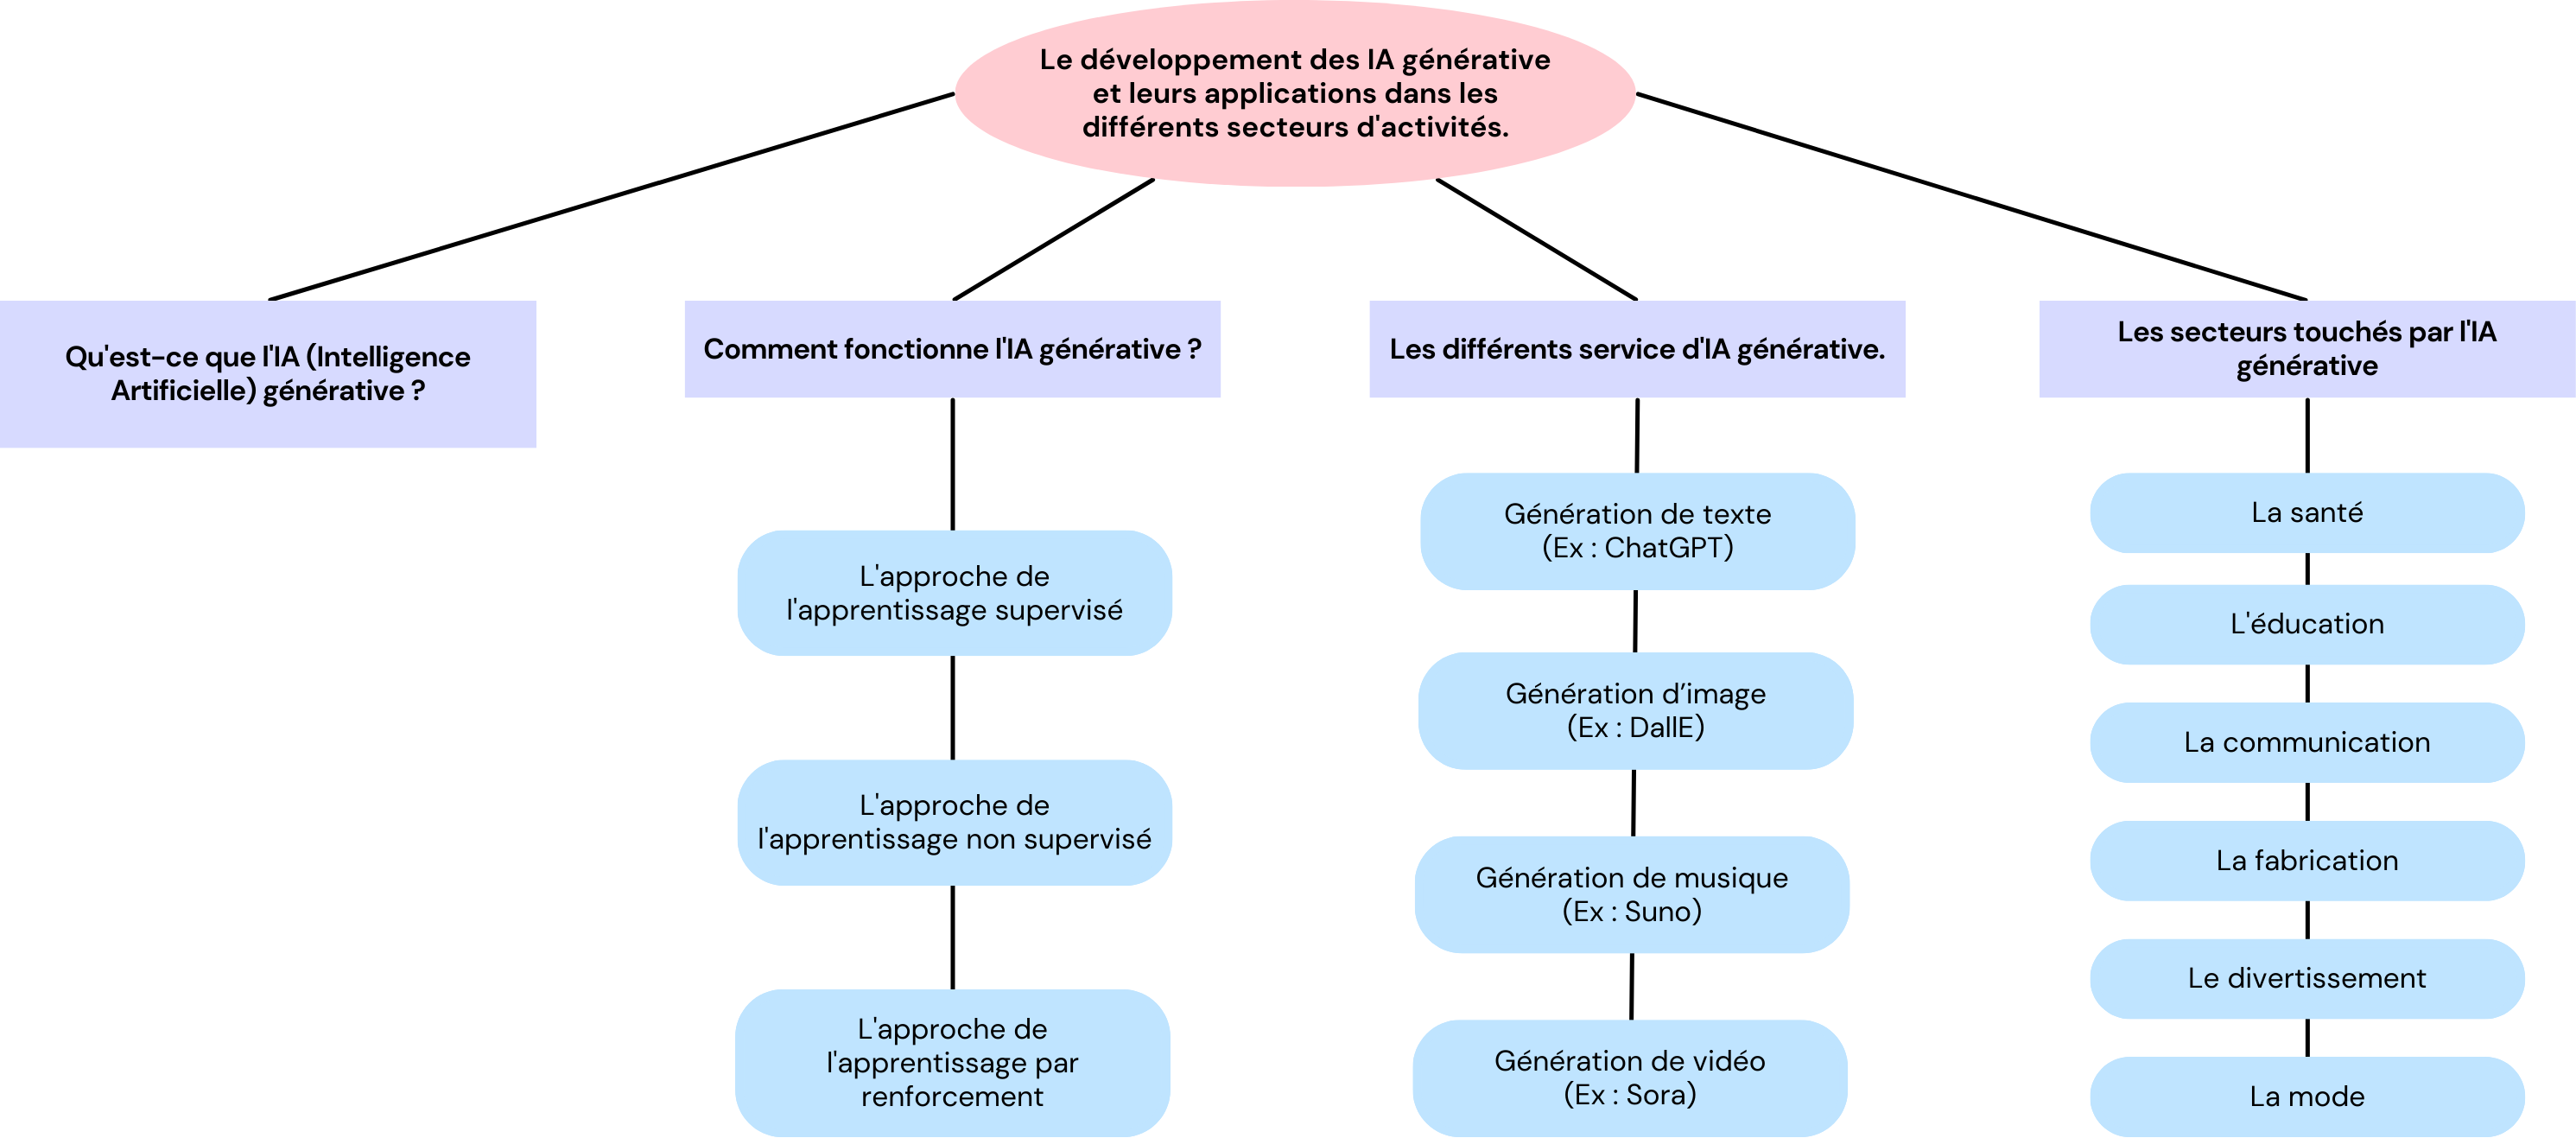 Le développement des IA générative
et leurs applications dans les
différents secteurs d'activités.
Qu'est-ce que l'IA (Intelligence
Artificielle) générative ?
Comment fonctionne l'IA générative ?
L'approche de
l'apprentissage supervisé
L'approche de
l'apprentissage non supervisé
L'approche de
l'apprentissage par
renforcement
Les différents service d'IA générative.
Génération de texte
(Ex : ChatGPT)
Génération d’image
(Ex : DallE)
Génération de musique
(Ex : Suno)
Génération de vidéo
(Ex : Sora)
Les secteurs touchés par l'IA
générative
La santé
L'éducation
La communication
La fabrication
Le divertissement
La mode